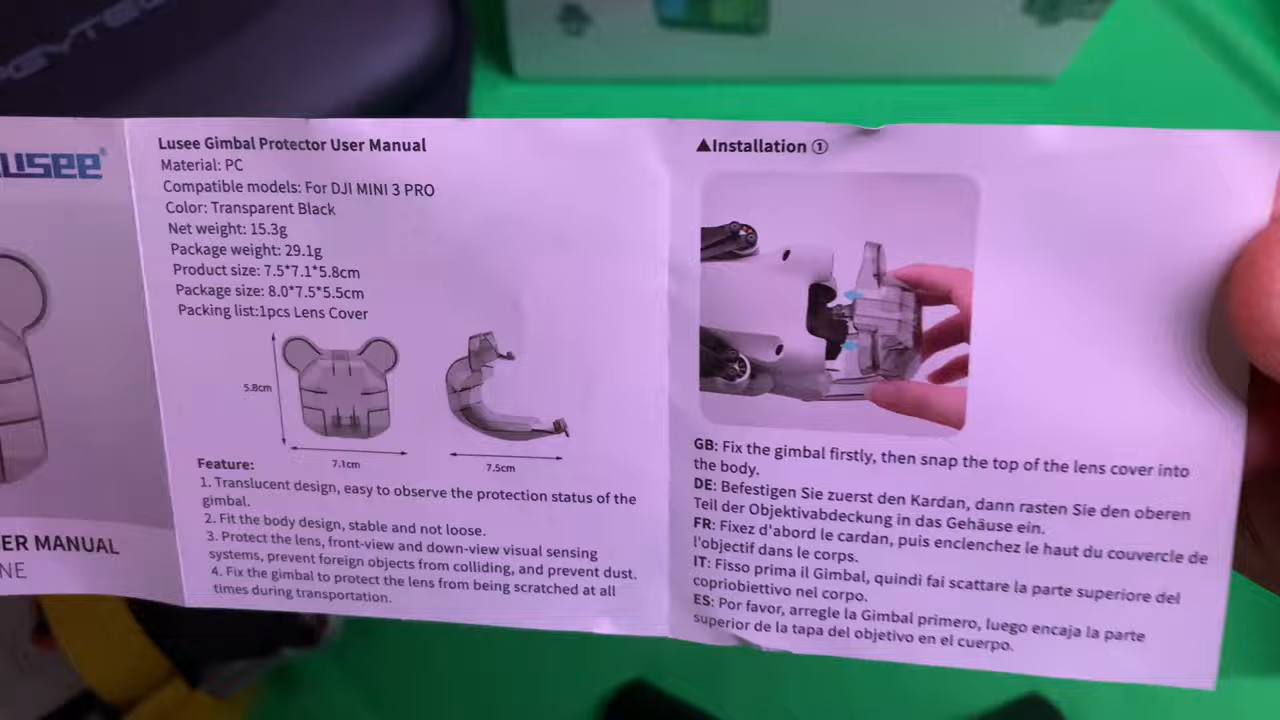 LUSEE
ER MANUAL
NE
Lusee Gimbal Protector User Manual
Material: PC
Compatible models: For DJI MINI 3 PRO
Color: Transparent Black
Net weight: 15.3g
Package weight: 29.1g
Product size: 7.5*7.1*5.8cm
Package size: 8.0*7.5*5.5cm
Packing list:1pcs Lens Cover
5.8cm
7.1cm
7.5cm
Feature:
1. Translucent design, easy to observe the protection status of the
gimbal.
2. Fit the body design, stable and not loose.
3. Protect the lens, front-view and down-view visual sensing
systems, prevent foreign objects from colliding, and prevent dust.
4. Fix the gimbal to protect the lens from being scratched at all
times during transportation.
▲Installation ①
GB: Fix the gimbal firstly, then snap the top of the lens cover into
the body.
DE: Befestigen Sie zuerst den Kardan, dann rasten Sie den oberen
Teil der Objektivabdeckung in das Gehäuse ein.
FR: Fixez d'abord le cardan, puis enclenchez le haut du couvercle de
l'objectif dans le corps.
IT: Fisso prima il Gimbal, quindi fai scattare la parte superiore del
copriobiettivo nel corpo.
ES: Por favor, arregle la Gimbal primero, luego encaja la parte
superior de la tapa del objetivo en el cuerpo.